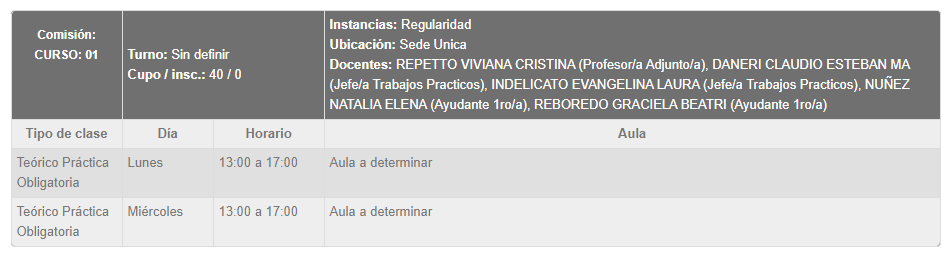 Comisión:
CURSO: 01
Turno: Sin definir
Cupo / insc.: 40 / 0
Instancias: Regularidad
Ubicación: Sede Unica
Docentes: REPETTO VIVIANA CRISTINA (Profesor/a Adjunto/a), DANERI CLAUDIO ESTEBAN MA
(Jefe/a Trabajos Practicos), INDELICATO EVANGELINA LAURA (Jefe/a Trabajos Practicos), NUÑEZ
NATALIA ELENA (Ayudante 1ro/a), REBOREDO GRACIELA BEATRI (Ayudante 1ro/a)
Tipo de clase Día Horario Aula
Teórico Práctica Lunes 13:00 a 17:00 Aula a determinar
Obligatoria
Teórico Práctica Miércoles 13:00 a 17:00 Aula a determinar
Obligatoria